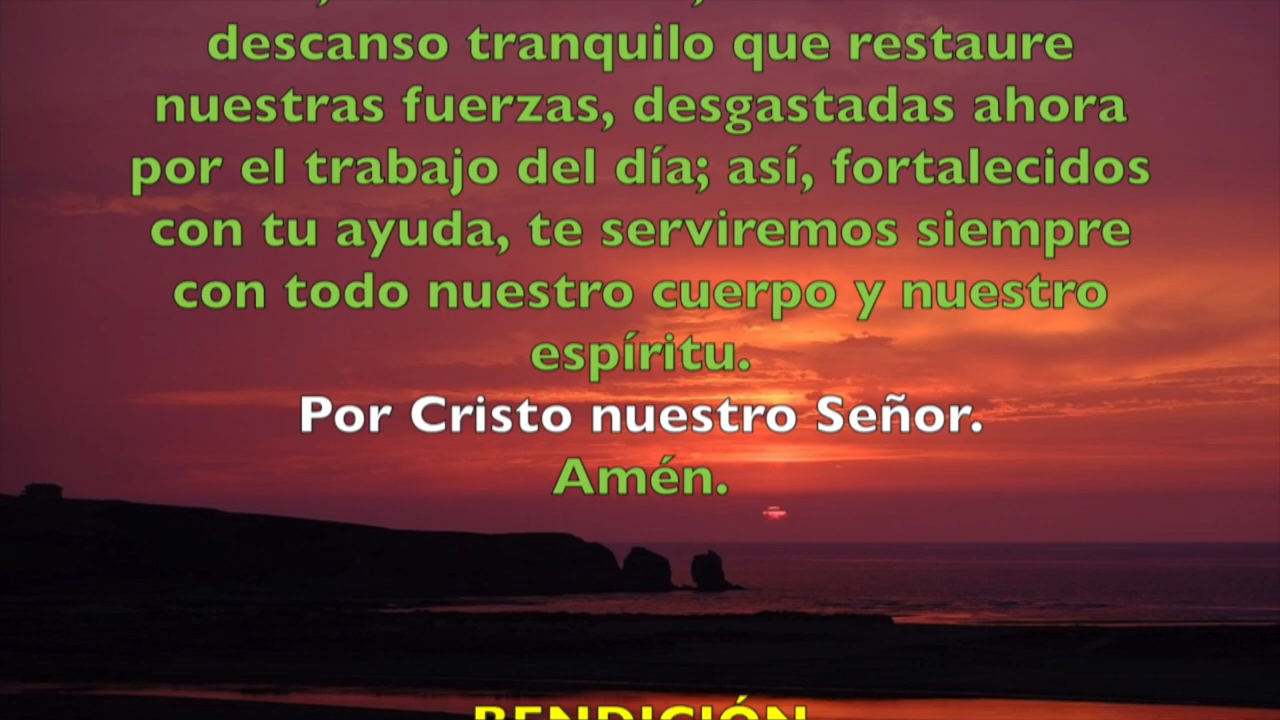 descanso tranquilo que restaure
nuestras fuerzas, desgastadas ahora
por el trabajo del día; así, fortalecidos
con tu ayuda, te serviremos siempre
con todo nuestro cuerpo y nuestro
espíritu.
Por Cristo nuestro Señor.
Amén.
BENDICIÓN